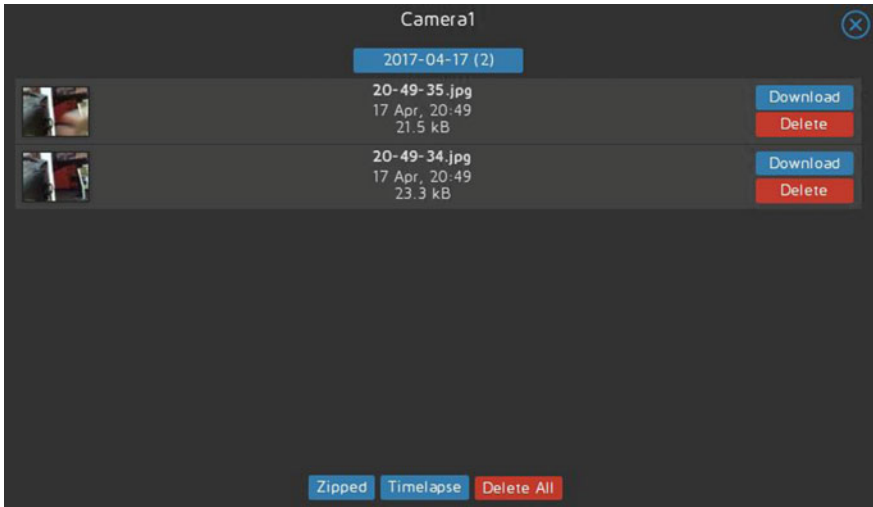 Camera1
2017-04-17 (2)
20-49-35.jpg
17 Apr, 20:49
21.5 kB
Download
Delete
20-49-34.jpg
17 Apr, 20:49
23.3 kB
Download
Delete
Zipped Timelapse Delete All